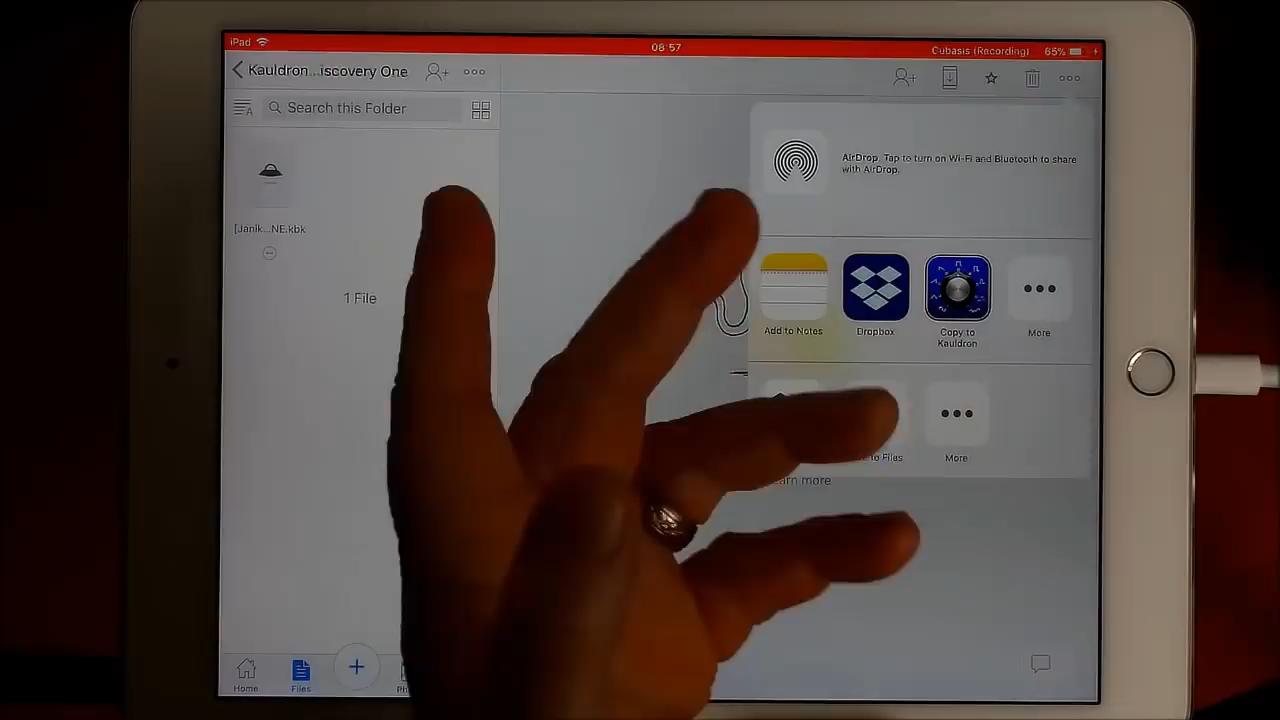 iPad
08:57
Cubasis (Recording)
65%
Kauldron...iscovery One
Search this Folder
[Janik...NE.kbk
1 File
AirDrop. Tap to turn on Wi-Fi and Bluetooth to share
with AirDrop.
Add to Notes
Dropbox
Copy to
Kauldron
More
to Files
More
more
Home
Files